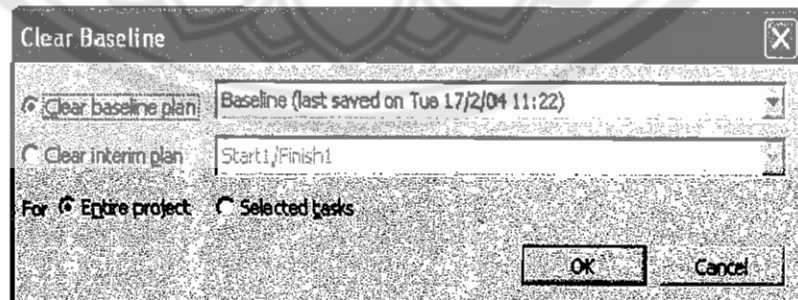 Clear Baseline
Clear baseline plan Baseline (last saved on Tue 17/2/04 11:22)
Clear interim plan Start1/Finish1
For Entire project Selected tasks
OK Cancel